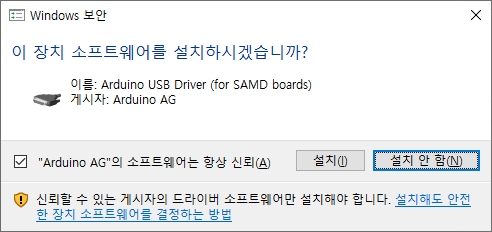 Windows 보안
이 장치 소프트웨어를 설치하시겠습니까?
이름: Arduino USB Driver (for SAMD boards)
게시자: Arduino AG
"Arduino AG"의 소프트웨어는 항상 신뢰(A)
설치(I)
설치 안 함(N)
신뢰할 수 있는 게시자의 드라이버 소프트웨어만 설치해야 합니다. 설치해도 안전
한 장치 소프트웨어를 결정하는 방법